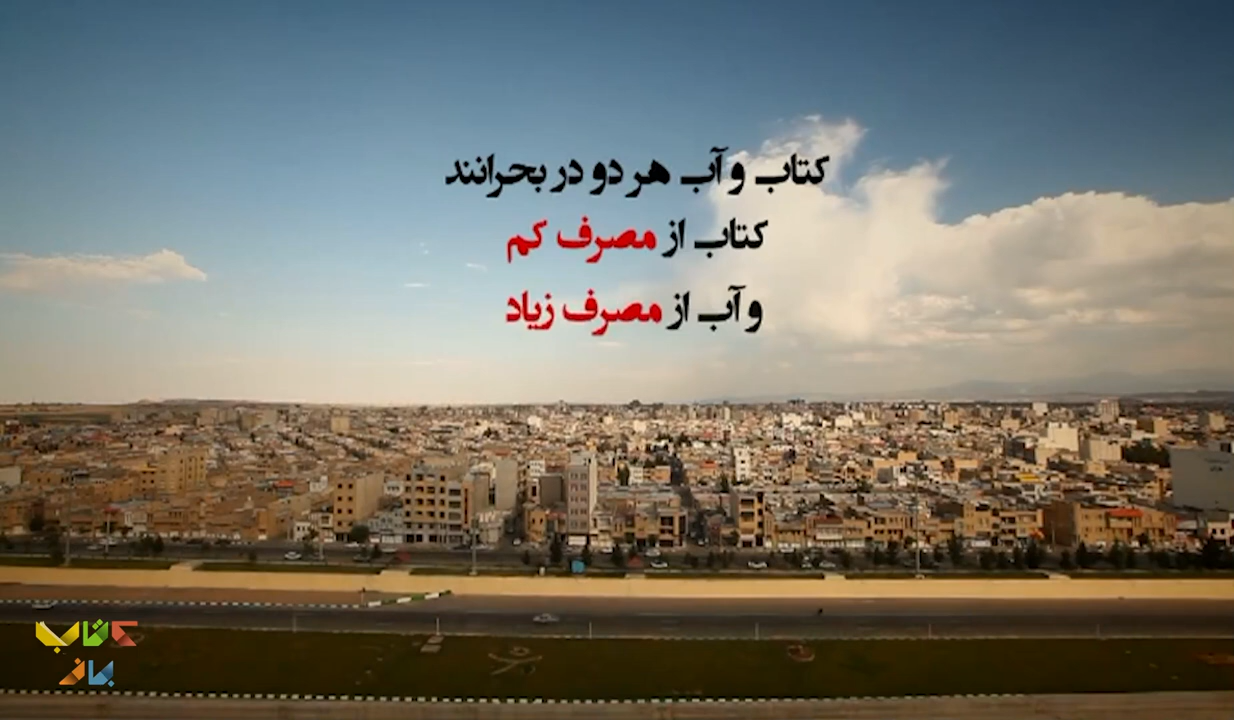 کتاب و آب هر دو در بحرانند
کتاب از مصرف کم
و آب از مصرف زیاد
کتاب
باز